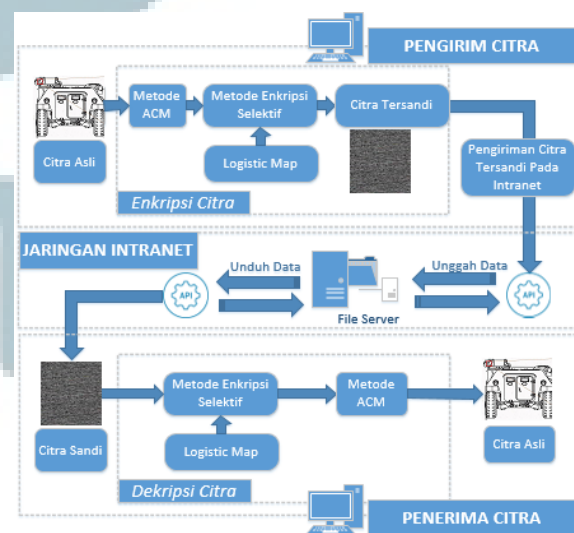 PENGIRIM CITRA
Citra Asli
Metode
ACM
Metode Enkripsi
Selektif
Citra Tersandi
Logistic Map
Pengiriman Citra
Tersandi Pada
Intranet
Enkripsi Citra
JARINGAN INTRANET
Unduh Data
Unggah Data
API
API
File Server
Citra Sandi
Metode Enkripsi
Selektif
Metode
ACM
Logistic Map
Citra Asli
Dekripsi Citra
PENERIMA CITRA